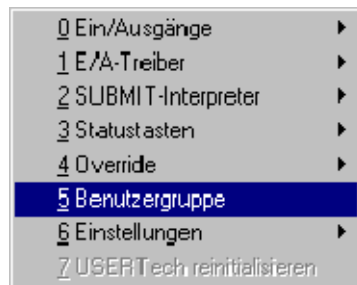 0 Ein/Ausgänge
1 E/A-Treiber
2 SUBMIT-Interpreter
3 Statustasten
4 Override
5 Benutzergruppe
6 Einstellungen
7 USERTech reinitialisieren